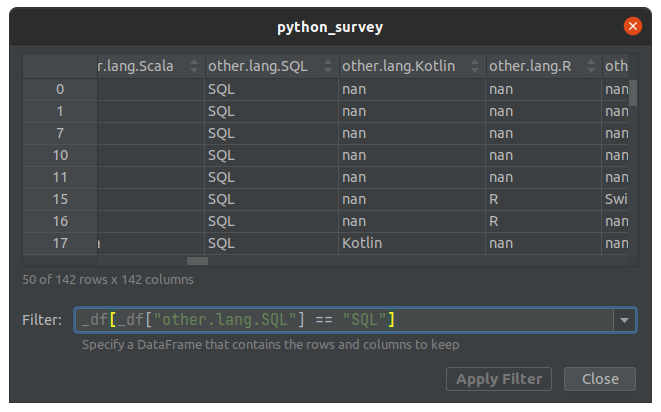 python_survey
r.lang.Scala other.lang.SQL other.lang.Kotlin other.lang.R oth
0 SQL nan nan nan
1 SQL nan nan nan
7 SQL nan nan nan
10 SQL nan nan nan
11 SQL nan nan nan
15 SQL nan R Swi
16 SQL nan R nan
17 SQL Kotlin nan nan
50 of 142 rows x 142 columns
Filter: _df[_df["other.lang.SQL"] == "SQL"]
Specify a DataFrame that contains the rows and columns to keep
Apply Filter Close